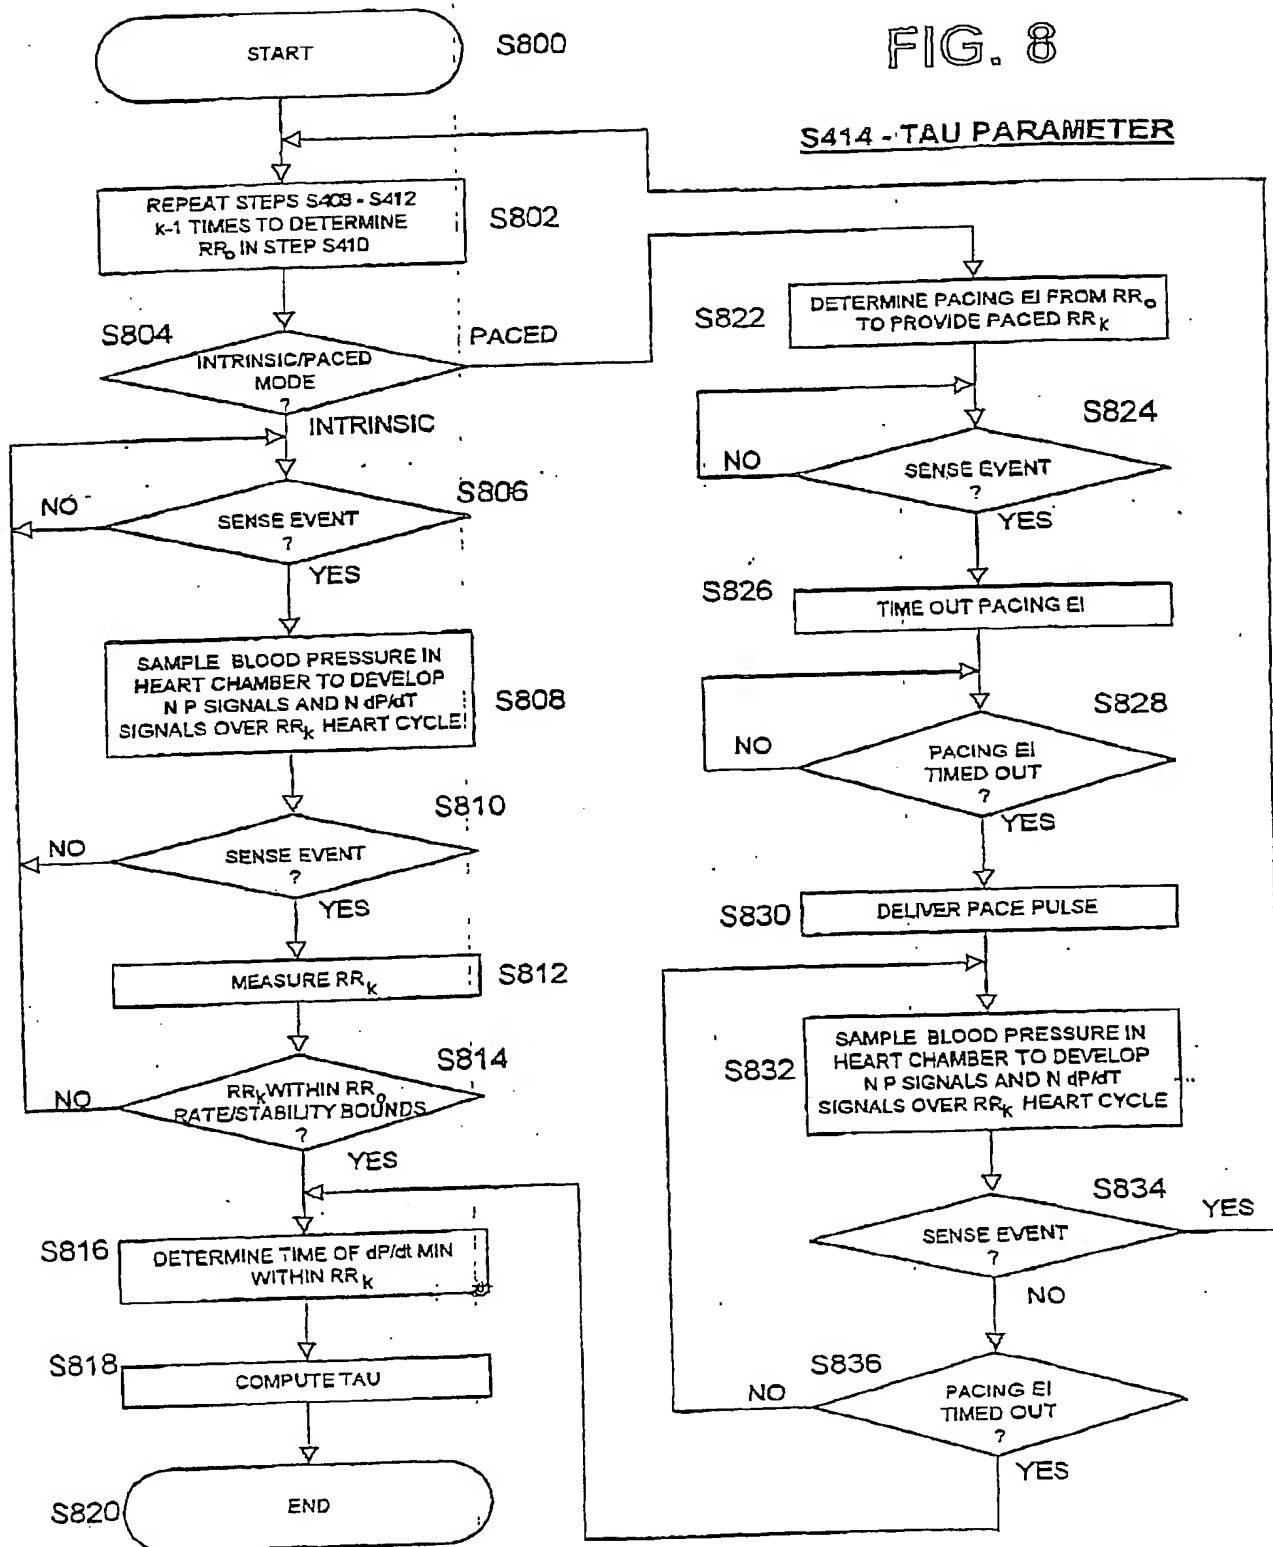 FIG. 8
S414 - TAU PARAMETER
START
S800
REPEAT STEPS S408 - S412
k-1 TIMES TO DETERMINE
RRo IN STEP S410
S802
S804
INTRINSIC/PACED
MODE
?
PACED
INTRINSIC
S806
NO
SENSE EVENT
?
YES
SAMPLE BLOOD PRESSURE IN
HEART CHAMBER TO DEVELOP
N P SIGNALS AND N dP/dT
SIGNALS OVER RRk HEART CYCLE
S808
S810
NO
SENSE EVENT
?
YES
MEASURE RRk
S812
S814
NO
RRk WITHIN RRo
RATE/STABILITY BOUNDS
?
YES
S816
DETERMINE TIME OF dP/dt MIN
WITHIN RRk
S818
COMPUTE TAU
S820
END
S822
DETERMINE PACING EI FROM RRo
TO PROVIDE PACED RRk
S824
NO
SENSE EVENT
?
YES
S826
TIME OUT PACING EI
S828
NO
PACING EI
TIMED OUT
?
YES
S830
DELIVER PACE PULSE
S832
SAMPLE BLOOD PRESSURE IN
HEART CHAMBER TO DEVELOP
N P SIGNALS AND N dP/dT
SIGNALS OVER RRk HEART CYCLE
S834
YES
SENSE EVENT
?
NO
S836
NO
PACING EI
TIMED OUT
?
YES